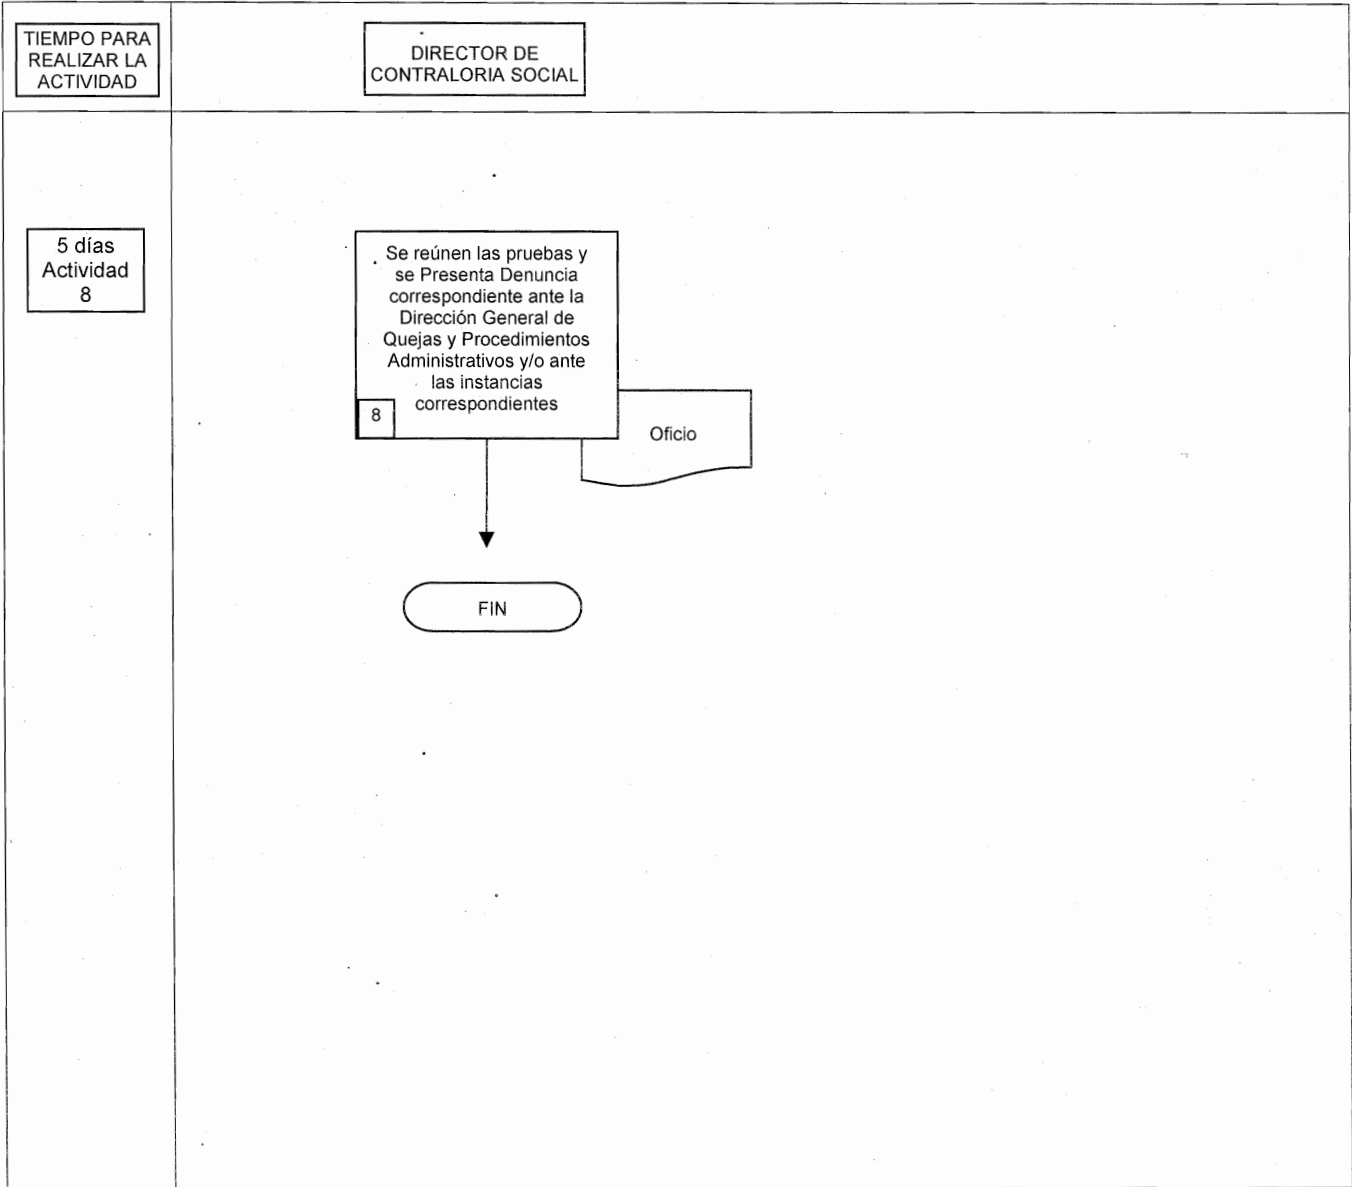 TIEMPO PARA
REALIZAR LA
ACTIVIDAD
DIRECTOR DE
CONTRALORIA SOCIAL
5 días
Actividad
8
Se reúnen las pruebas y
se Presenta Denuncia
correspondiente ante la
Dirección General de
Quejas y Procedimientos
Administrativos y/o ante
las instancias
correspondientes
8
Oficio
FIN